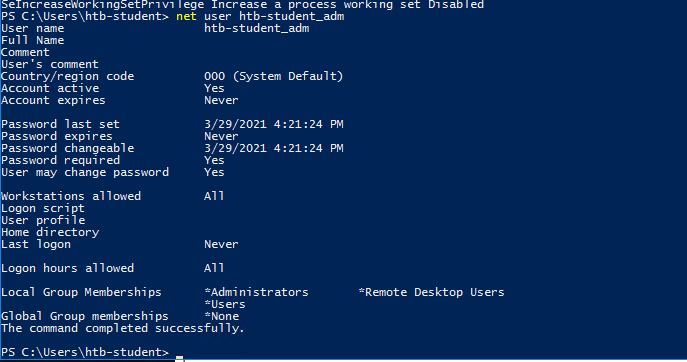 SeIncreaseWorkingSetPrivilege Increase a process working set Disabled
PS C:\Users\htb-student> net user htb-student_adm
User name                    htb-student_adm
Full Name
Comment
User's comment
Country/region code          000 (System Default)
Account active               Yes
Account expires              Never
Password last set            3/29/2021 4:21:24 PM
Password expires             Never
Password changeable          3/29/2021 4:21:24 PM
Password required            Yes
User may change password     Yes
Workstations allowed         All
Logon script
User profile
Home directory
Last logon                   Never
Logon hours allowed          All
Local Group Memberships      *Administrators       *Remote Desktop Users
*Users
Global Group memberships     *None
The command completed successfully.
PS C:\Users\htb-student>